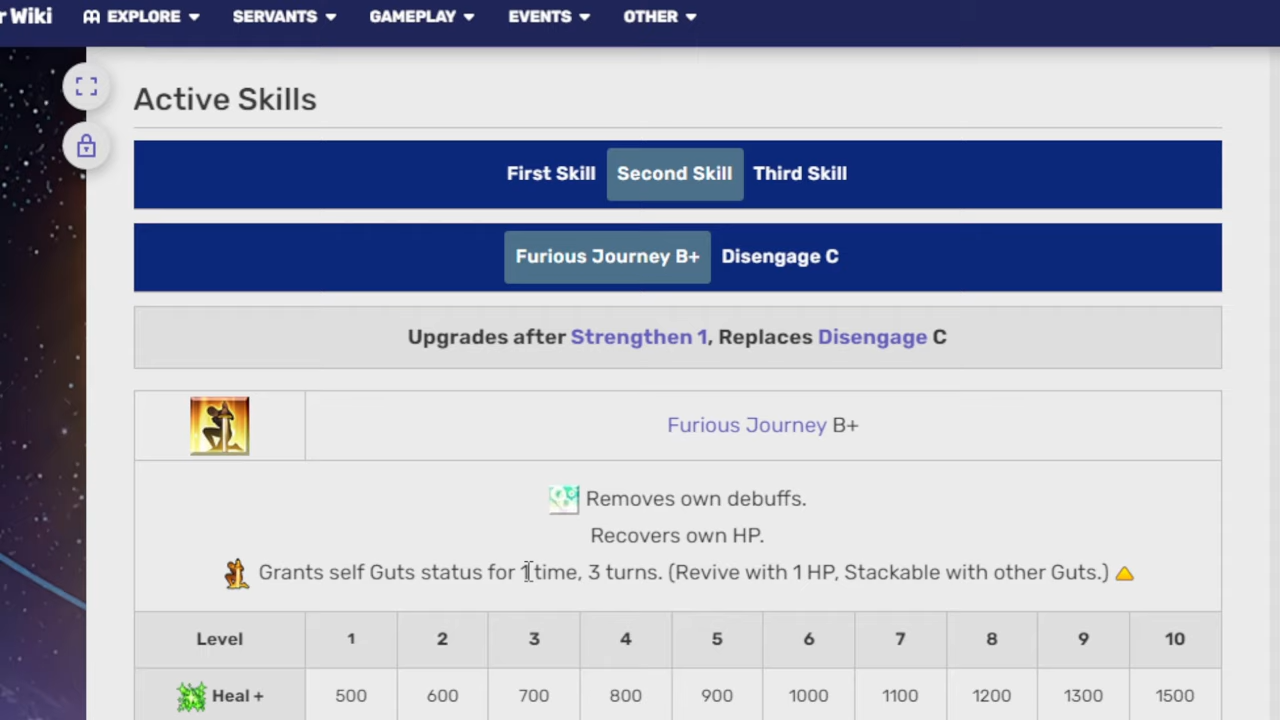 r Wiki EXPLORE SERVANTS GAMEPLAY EVENTS OTHER
Active Skills
First Skill Second Skill Third Skill
Furious Journey B+ Disengage C
Upgrades after Strengthen 1, Replaces Disengage C
Furious Journey B+
Removes own debuffs.
Recovers own HP.
Grants self Guts status for 1 time, 3 turns. (Revive with 1 HP, Stackable with other Guts.)
Level 1 2 3 4 5 6 7 8 9 10
Heal + 500 600 700 800 900 1000 1100 1200 1300 1500